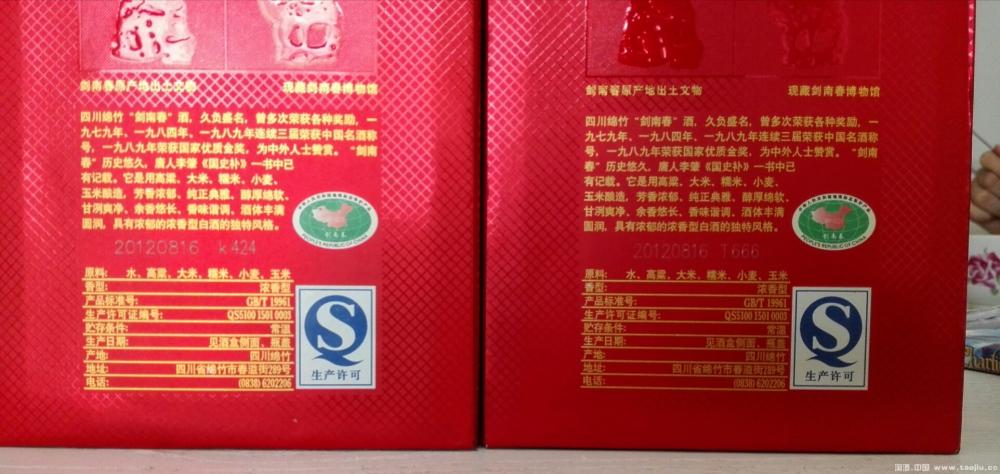 剑南春原产地出土文物 现藏剑南春博物馆
四川绵竹“剑南春”酒，久负盛名，曾多次荣获各种奖励，一
九七九年、一九八四年、一九八九年连续三届荣获中国名酒称
号，一九八九年荣获国家优质金奖，为中外人士赞赏。“剑南
春”历史悠久，唐人李肇《国史补》一书中已
有记载。它是用高粱、大米、糯米、小麦、
玉米酿造，芳香浓郁、纯正典雅、醇厚绵软、
甘洌爽净、余香悠长、香味谐调、酒体丰满
圆润，具有浓郁的浓香型白酒的独特风格。
剑南春
PEOPLE'S REPUBLIC OF CHINA
20120816 k424
原料： 水、高粱、大米、糯米、小麦、玉米
香型： 浓香型
产品标准号： GB/T 19961
生产许可证编号： QS5100 1501 0003
贮存条件： 常温
生产日期： 见酒盒侧面、瓶盖
产地： 四川绵竹
地址： 四川省绵竹市春溢街289号
电话： (0838) 6202206
S
生产许可
剑南春原产地出土文物 现藏剑南春博物馆
四川绵竹“剑南春”酒，久负盛名，曾多次荣获各种奖励，一
九七九年、一九八四年、一九八九年连续三届荣获中国名酒称
号，一九八九年荣获国家优质金奖，为中外人士赞赏。“剑南
春”历史悠久，唐人李肇《国史补》一书中已
有记载。它是用高粱、大米、糯米、小麦、
玉米酿造，芳香浓郁、纯正典雅、醇厚绵软、
甘洌爽净、余香悠长、香味谐调、酒体丰满
圆润，具有浓郁的浓香型白酒的独特风格。
剑南春
PEOPLE'S REPUBLIC OF CHINA
20120816 T666
原料： 水、高粱、大米、糯米、小麦、玉米
香型： 浓香型
产品标准号： GB/T 19961
生产许可证编号： QS5100 1501 0003
贮存条件： 常温
生产日期： 见酒盒侧面、瓶盖
产地： 四川绵竹
地址： 四川省绵竹市春溢街289号
电话： (0838) 6202206
S
生产许可
淘酒.中国 www.taojiu.cn